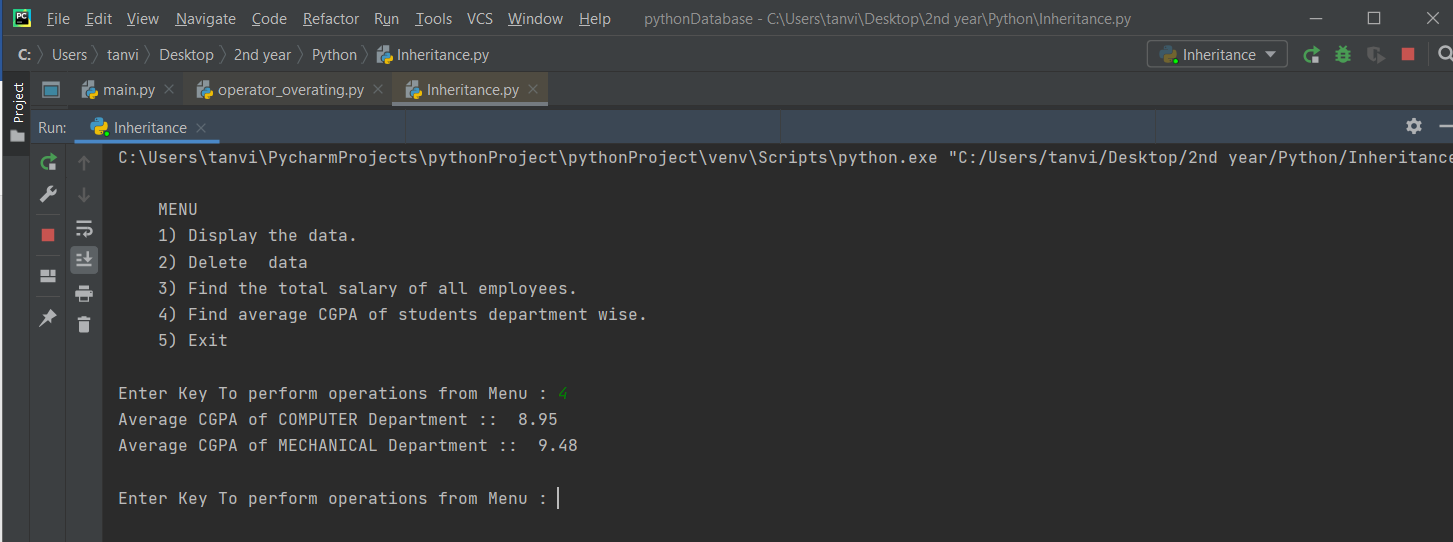 PC File Edit View Navigate Code Refactor Run Tools VCS Window Help pythonDatabase - C:\Users\tanvi\Desktop\2nd year\Python\Inheritance.py
C: Users tanvi Desktop 2nd year Python Inheritance.py Inheritance
Project
main.py operator_overating.py Inheritance.py
Run: Inheritance
C:\Users\tanvi\PycharmProjects\pythonProject\pythonProject\venv\Scripts\python.exe "C:/Users/tanvi/Desktop/2nd year/Python/Inheritance
MENU
1) Display the data.
2) Delete  data
3) Find the total salary of all employees.
4) Find average CGPA of students department wise.
5) Exit
Enter Key To perform operations from Menu : 4
Average CGPA of COMPUTER Department ::  8.95
Average CGPA of MECHANICAL Department ::  9.48
Enter Key To perform operations from Menu :